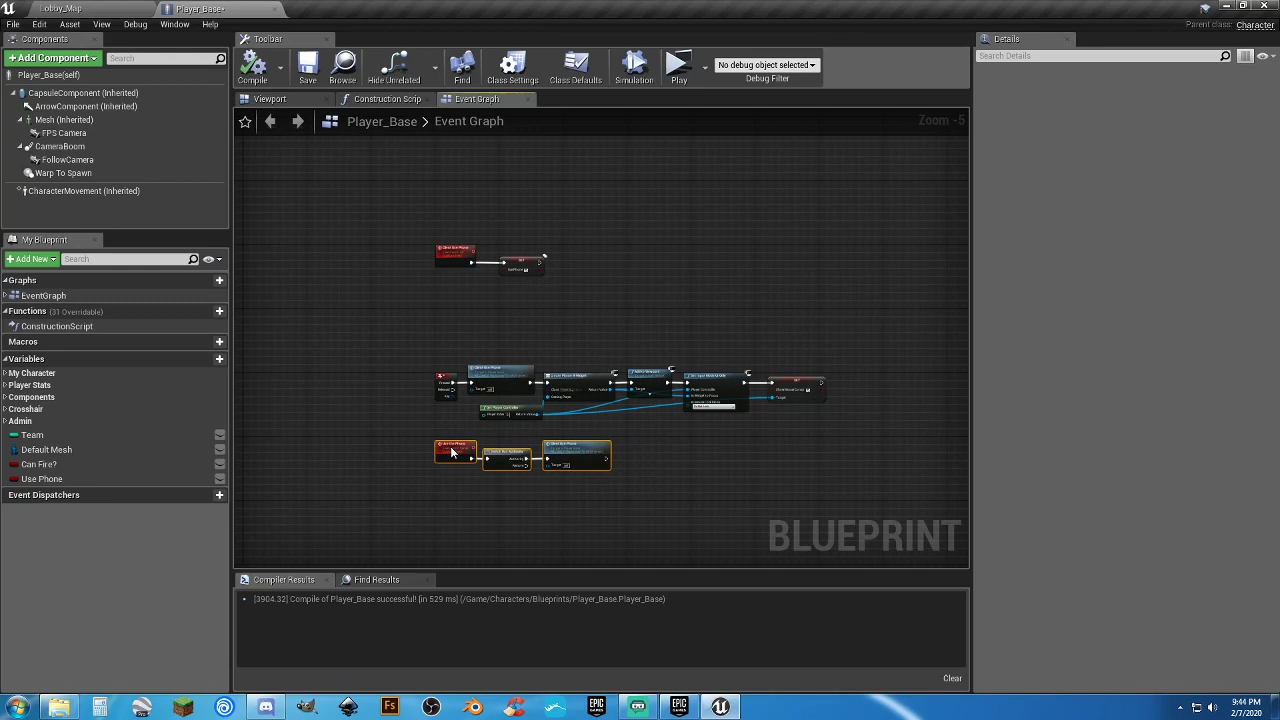 Lobby_Map
Player_Base*
File Edit Asset View Debug Window Help
Parent class: Character
Components
Toolbar
Details
+ Add Component
Search
Search Details
Player_Base(self)
Compile Save Browse Hide Unrelated Find Class Settings Class Defaults Simulation Play
No debug object selected
Debug Filter
CapsuleComponent (Inherited)
ArrowComponent (Inherited)
Mesh (Inherited)
FPS Camera
CameraBoom
FollowCamera
Warp To Spawn
CharacterMovement (Inherited)
Viewport
Construction Scrip
Event Graph
Player_Base > Event Graph
Zoom -5
My Blueprint
+ Add New
Search
Graphs
EventGraph
Functions (31 Overridable)
ConstructionScript
Macros
Variables
My Character
Player Stats
Components
Crosshair
Admin
Team
Default Mesh
Can Fire?
Use Phone
Event Dispatchers
SET
Target
BLUEPRINT
Compiler Results
Find Results
[3904.32] Compile of Player_Base successful! [in 529 ms] (/Game/Characters/Blueprints/Player_Base.Player_Base)
Clear
9:44 PM
2/7/2020